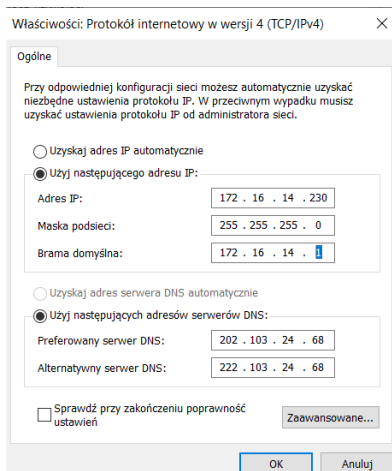 Właściwości: Protokół internetowy w wersji 4 (TCP/IPv4)
Ogólne
Przy odpowiedniej konfiguracji sieci możesz automatycznie uzyskać
niezbędne ustawienia protokołu IP. W przeciwnym wypadku musisz
uzyskać ustawienia protokołu IP od administratora sieci.
Uzyskaj adres IP automatycznie
Użyj następującego adresu IP:
Adres IP: 172 . 16 . 14 . 230
Maska podsieci: 255 . 255 . 255 . 0
Brama domyślna: 172 . 16 . 14 . 1
Uzyskaj adres serwera DNS automatycznie
Użyj następujących adresów serwerów DNS:
Preferowany serwer DNS: 202 . 103 . 24 . 68
Alternatywny serwer DNS: 222 . 103 . 24 . 68
Sprawdź przy zakończeniu poprawność
ustawień
Zaawansowane...
OK Anuluj